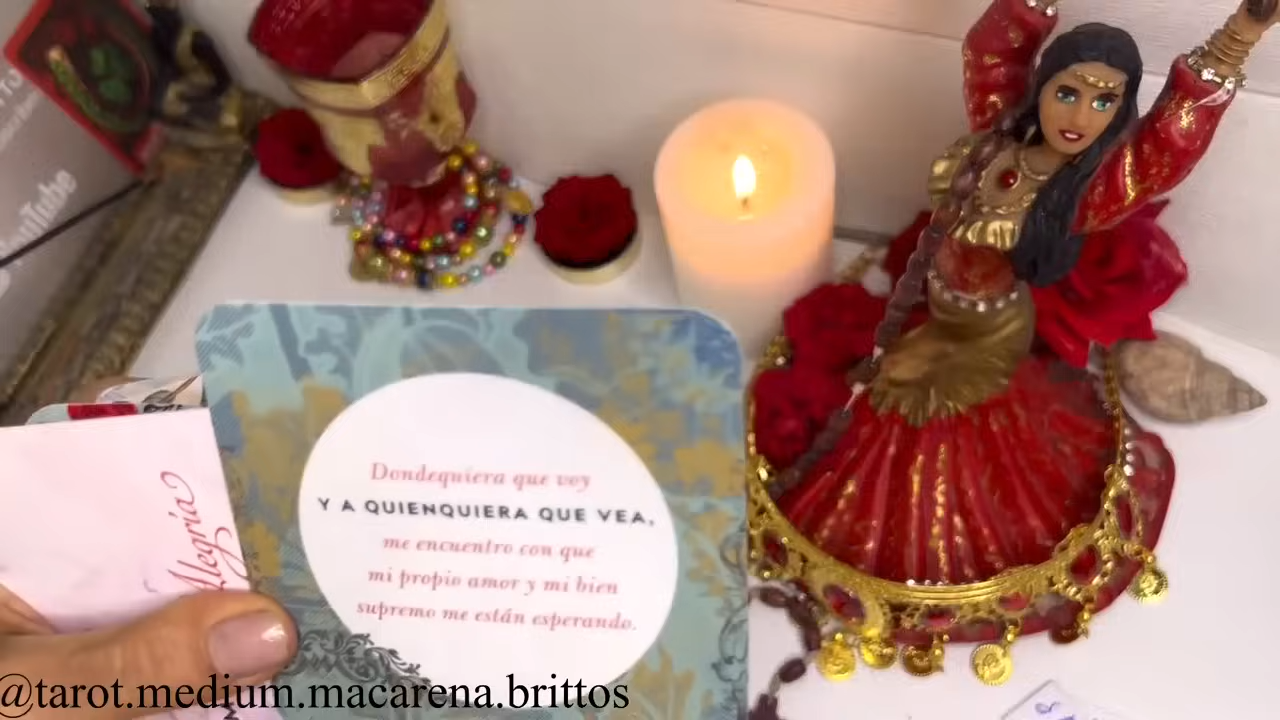 YouTube
Dondequiera que voy
Y A QUIENQUIERA QUE VEA,
me encuentro con que
mi propio amor y mi bien
supremo me están esperando.
Alegría
@tarot.medium.macarena.brittos